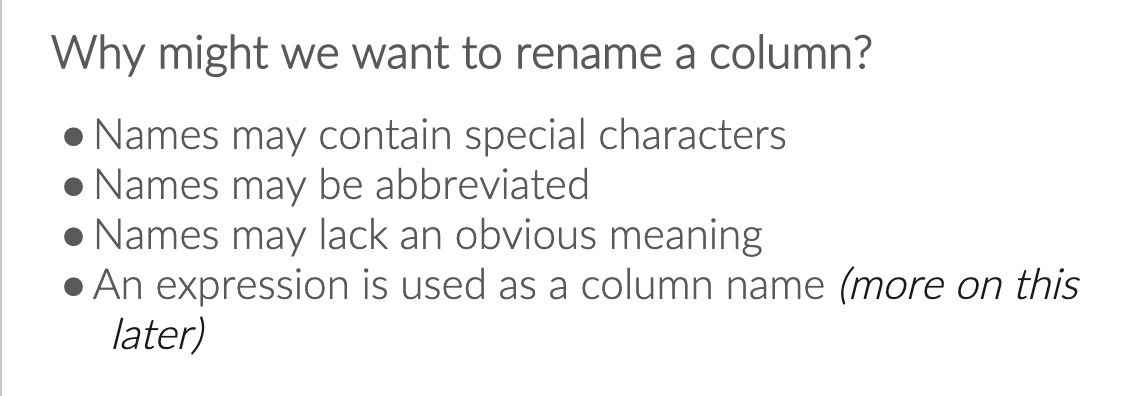 Why might we want to rename a column?
● Names may contain special characters
● Names may be abbreviated
● Names may lack an obvious meaning
● An expression is used as a column name (more on this
later)